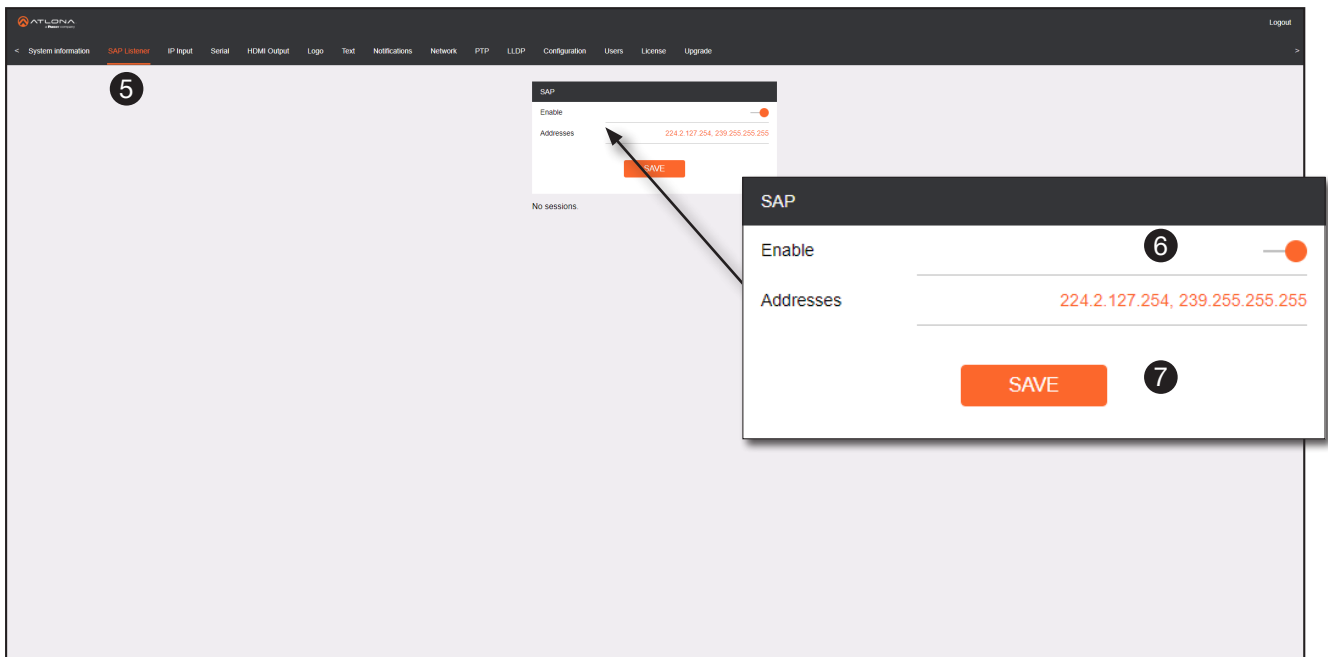 ATLONA
Logout
< System information SAP Listener IP Input Serial HDMI Output Logo Text Notifications Network PTP LLDP Configuration Users License Upgrade >
5
SAP
Enable
Addresses 224.2.127.254, 239.255.255.255
SAVE
No sessions.
SAP
Enable 6
Addresses 224.2.127.254, 239.255.255.255
SAVE 7